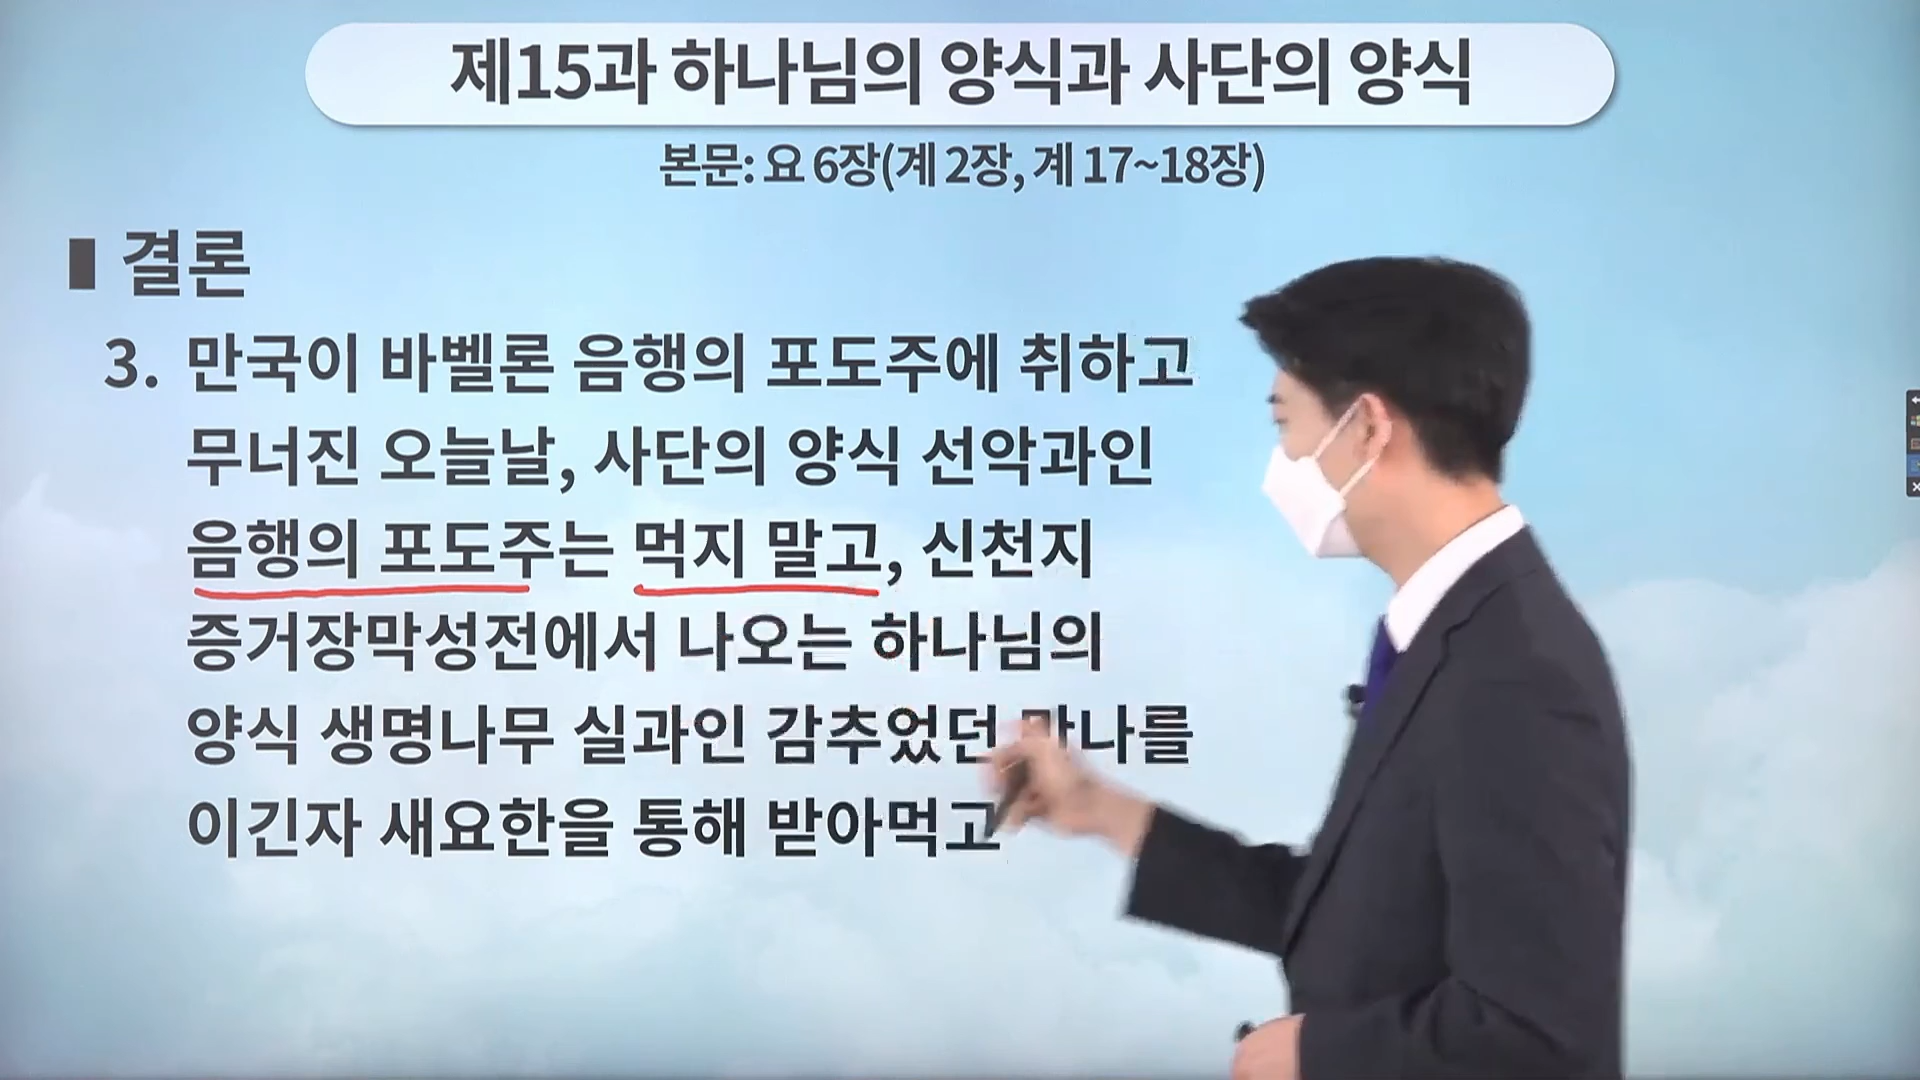 제15과 하나님의 양식과 사단의 양식
본문: 요 6장(계 2장, 계 17~18장)
결론
3. 만국이 바벨론 음행의 포도주에 취하고
무너진 오늘날, 사단의 양식 선악과인
음행의 포도주는 먹지 말고, 신천지
증거장막성전에서 나오는 하나님의
양식 생명나무 실과인 감추었던 만나를
이긴자 새요한을 통해 받아먹고